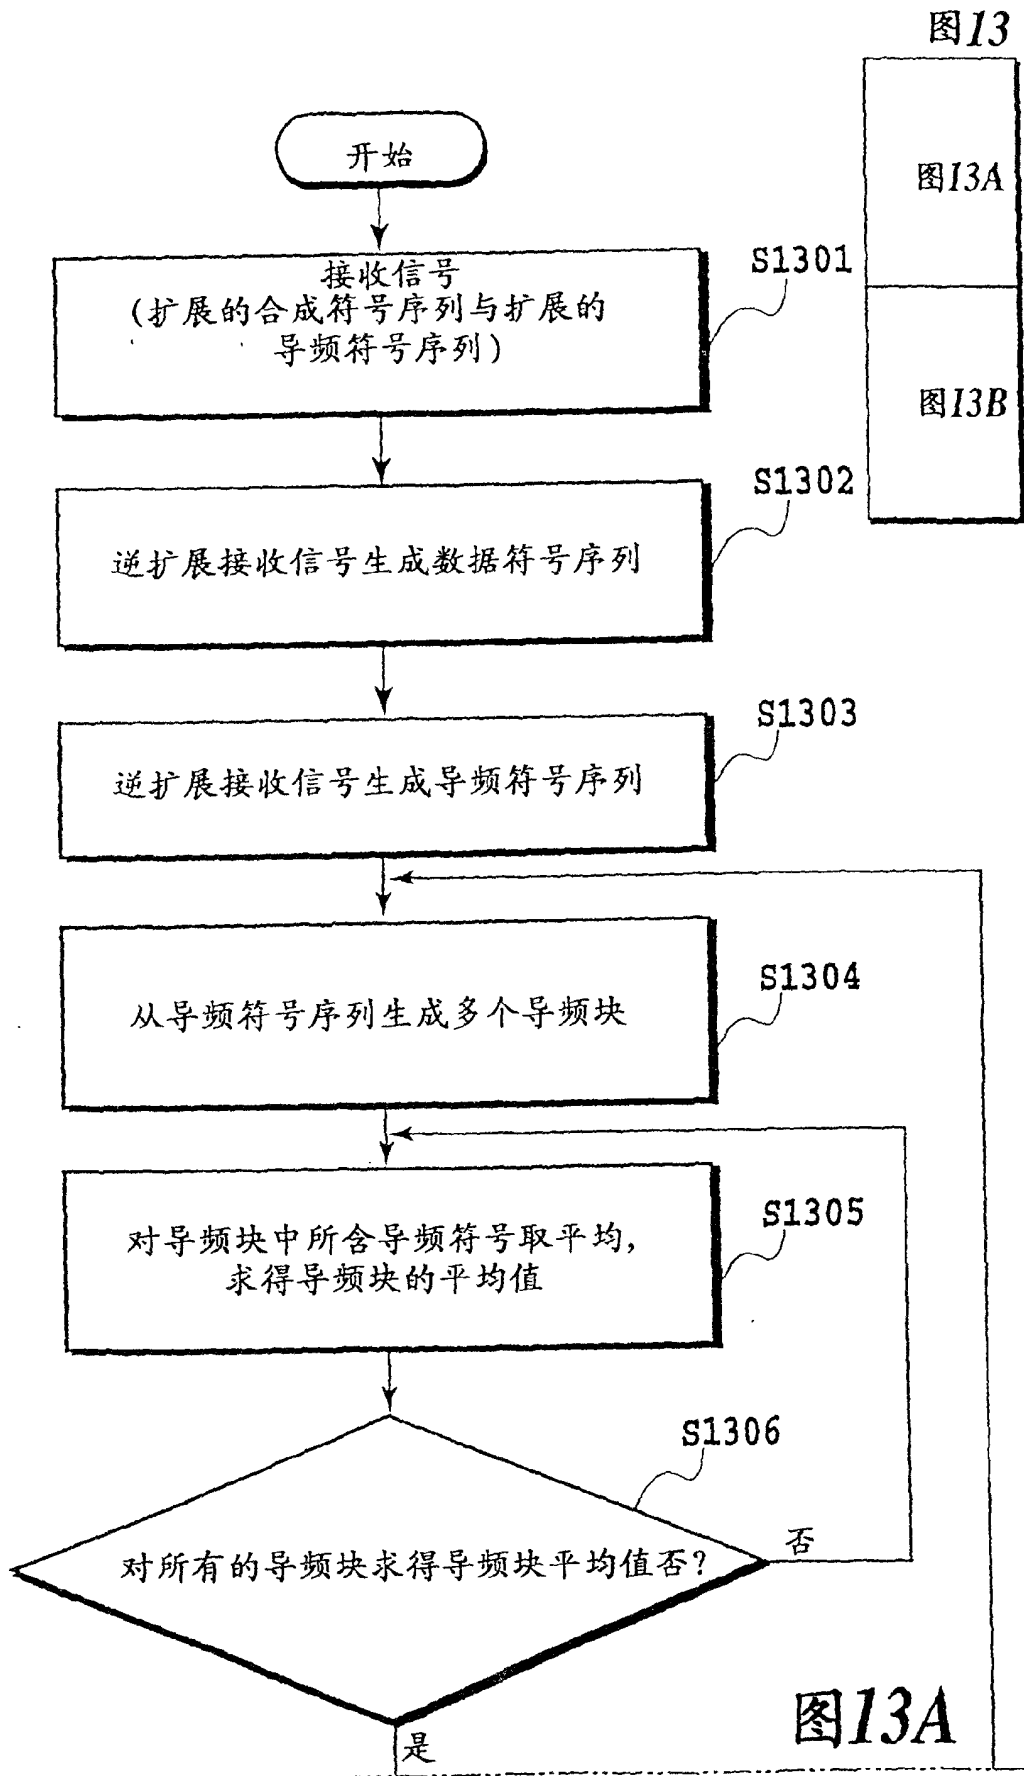 图13
图13A
图13B
开始
接收信号
(扩展的合成符号序列与扩展的
导频符号序列)
S1301
逆扩展接收信号生成数据符号序列
S1302
逆扩展接收信号生成导频符号序列
S1303
从导频符号序列生成多个导频块
S1304
对导频块中所含导频符号取平均,
求得导频块的平均值
S1305
对所有的导频块求得导频块平均值否?
S1306
否
是
图13A